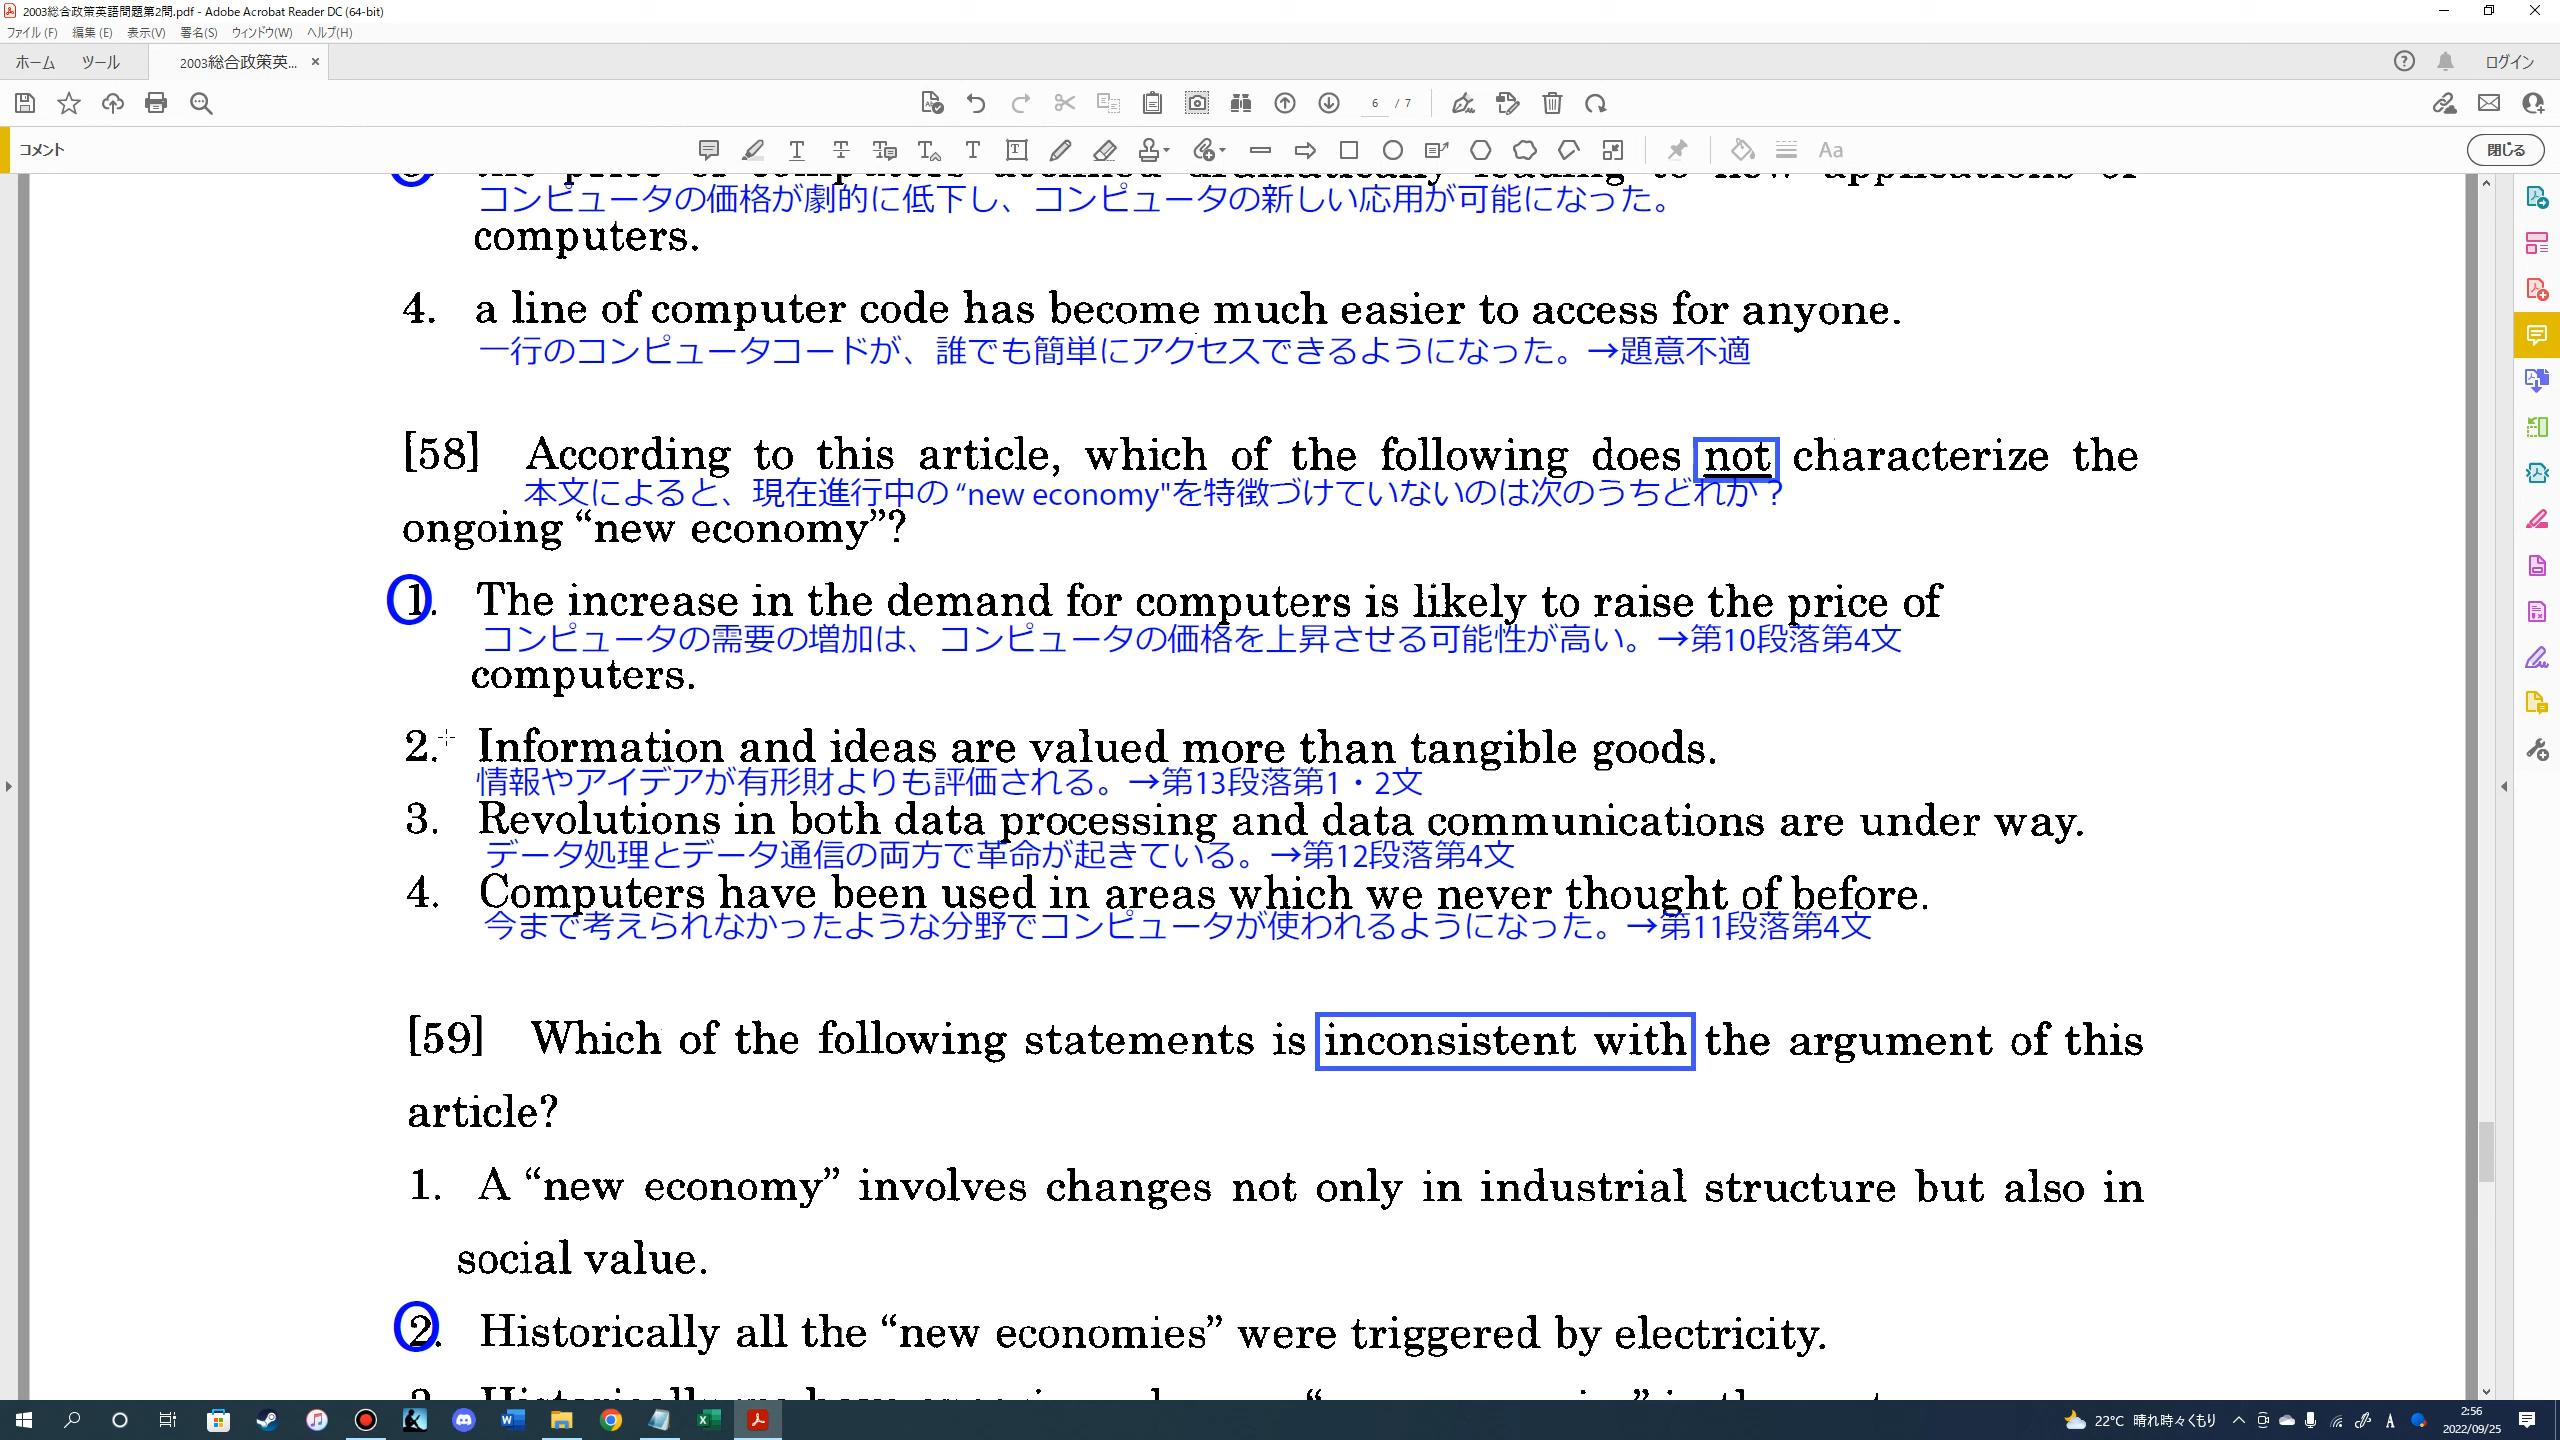 2003総合政策英語問題第2問.pdf - Adobe Acrobat Reader DC (64-bit)
ファイル(F) 編集(E) 表示(V) 署名(S) ウィンドウ(W) ヘルプ(H)
ホーム ツール 2003総合政策英... × ログイン
6 / 7
コメント Aa 閉じる
the price of computers declined dramatically leading to new applications of
コンピュータの価格が劇的に低下し、コンピュータの新しい応用が可能になった。
computers.
4. a line of computer code has become much easier to access for anyone.
一行のコンピュータコードが、誰でも簡単にアクセスできるようになった。→題意不適
[58] According to this article, which of the following does not characterize the
本文によると、現在進行中の “new economy"を特徴づけていないのは次のうちどれか？
ongoing “new economy”?
1. The increase in the demand for computers is likely to raise the price of
コンピュータの需要の増加は、コンピュータの価格を上昇させる可能性が高い。→第10段落第4文
computers.
2. Information and ideas are valued more than tangible goods.
情報やアイデアが有形財よりも評価される。→第13段落第1・2文
3. Revolutions in both data processing and data communications are under way.
データ処理とデータ通信の両方で革命が起きている。→第12段落第4文
4. Computers have been used in areas which we never thought of before.
今まで考えられなかったような分野でコンピュータが使われるようになった。→第11段落第4文
[59] Which of the following statements is inconsistent with the argument of this
article?
1. A “new economy” involves changes not only in industrial structure but also in
social value.
2. Historically all the “new economies” were triggered by electricity.
22°C 晴れ時々くもり A 2:56
2022/09/25